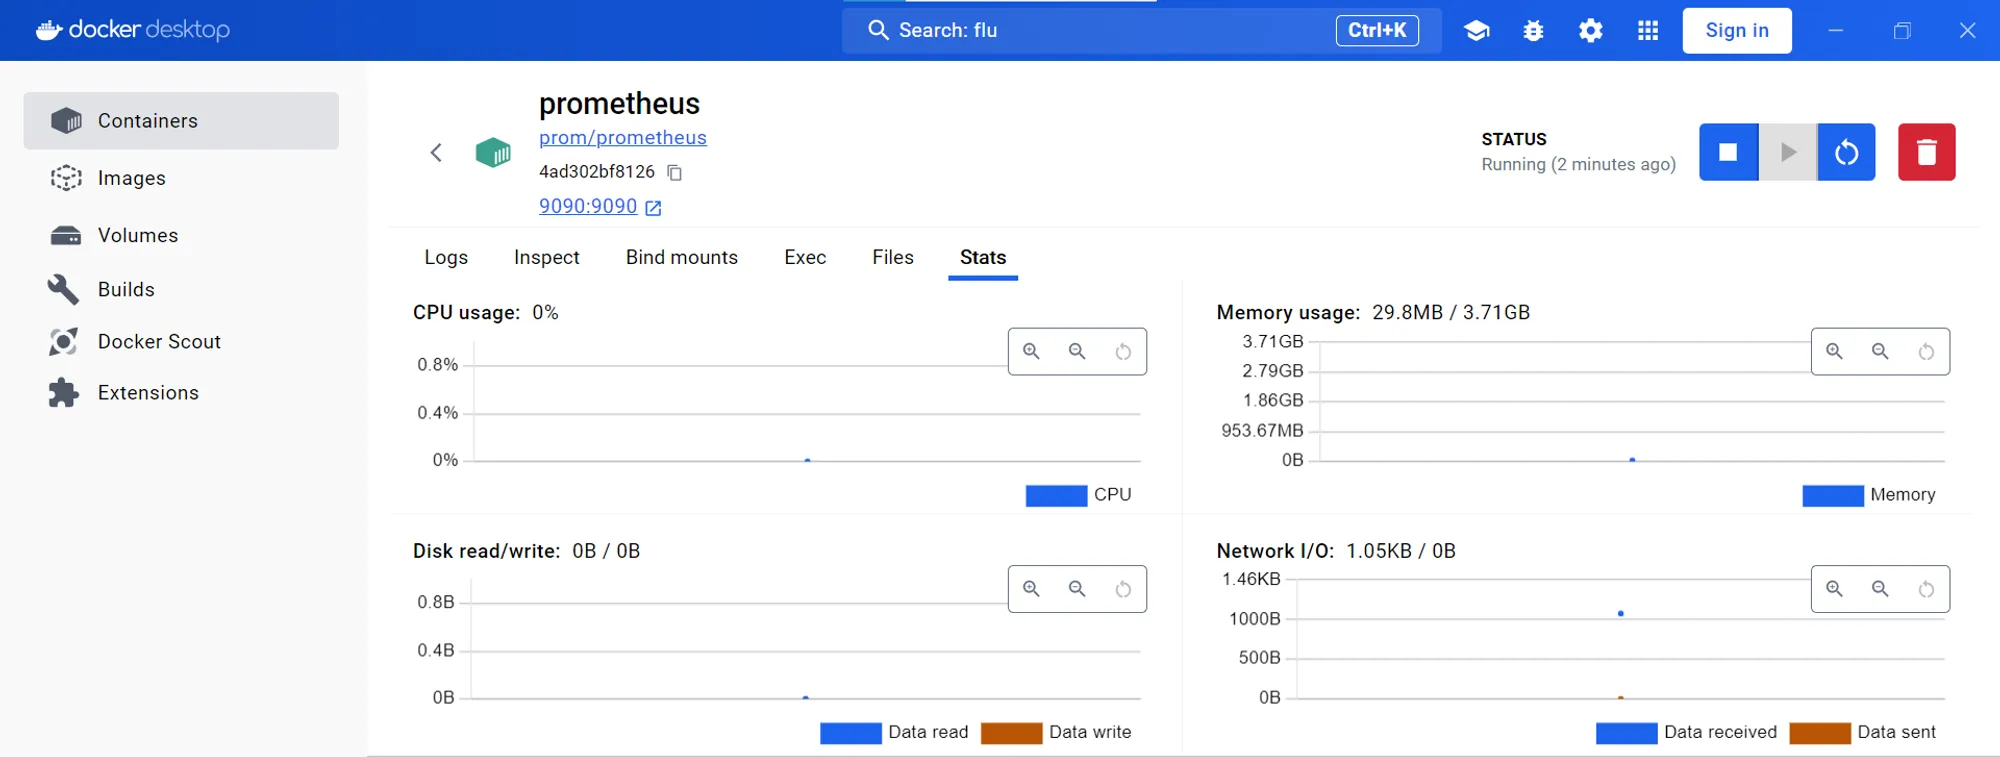 docker desktop
Search: flu
Ctrl+K
Sign in
Containers
Images
Volumes
Builds
Docker Scout
Extensions
prometheus
prom/prometheus
4ad302bf8126
9090:9090
STATUS
Running (2 minutes ago)
Logs Inspect Bind mounts Exec Files Stats
CPU usage: 0%
0.8%
0.4%
0%
CPU
Memory usage: 29.8MB / 3.71GB
3.71GB
2.79GB
1.86GB
953.67MB
0B
Memory
Disk read/write: 0B / 0B
0.8B
0.4B
0B
Data read Data write
Network I/O: 1.05KB / 0B
1.46KB
1000B
500B
0B
Data received Data sent